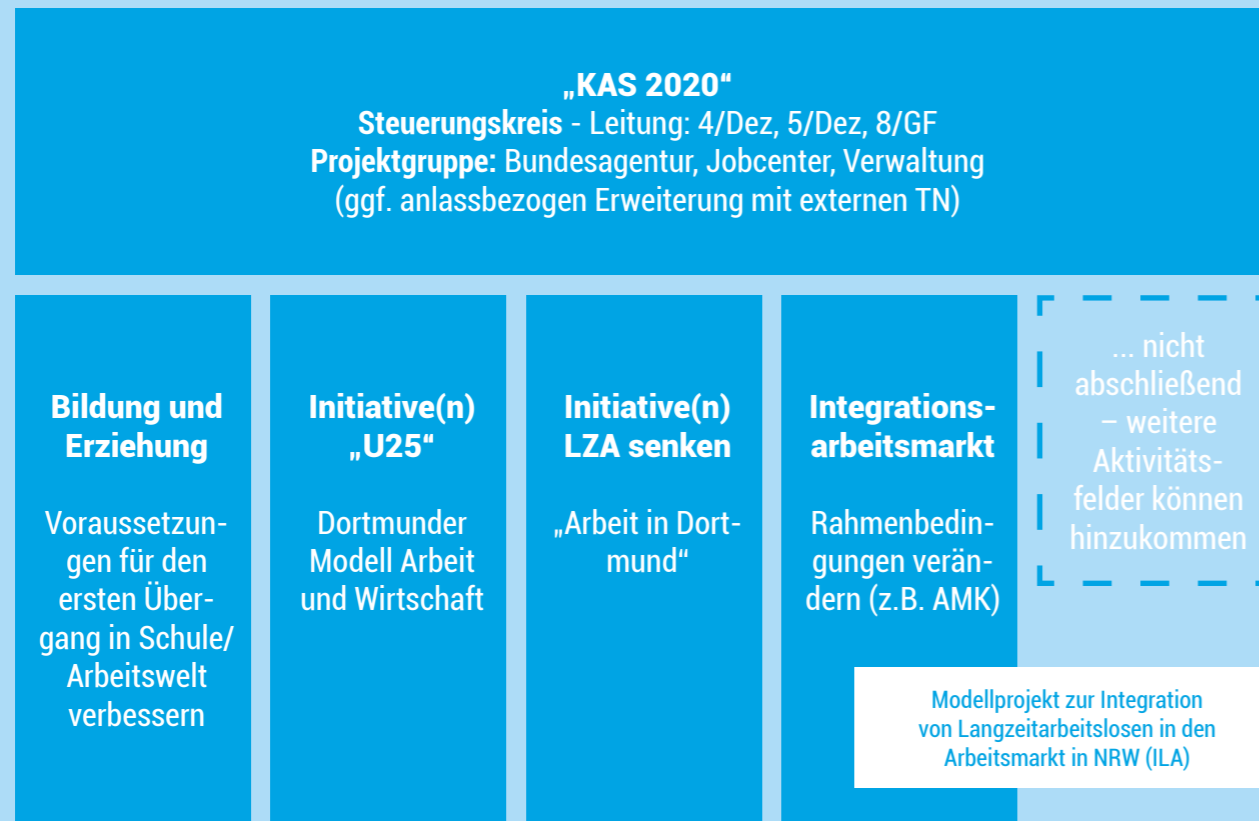 „KAS 2020“
Steuerungskreis - Leitung: 4/Dez, 5/Dez, 8/GF
Projektgruppe: Bundesagentur, Jobcenter, Verwaltung
(ggf. anlassbezogen Erweiterung mit externen TN)
Bildung und
Erziehung
Voraussetzun-
gen für den
ersten Über-
gang in Schule/
Arbeitswelt
verbessern
Initiative(n)
„U25“
Dortmunder
Modell Arbeit
und Wirtschaft
Initiative(n)
LZA senken
„Arbeit in Dort-
mund“
Integrations-
arbeitsmarkt
Rahmenbedin-
gungen verän-
dern (z.B. AMK)
... nicht
abschließend
– weitere
Aktivitäts-
felder können
hinzukommen
Modellprojekt zur Integration
von Langzeitarbeitslosen in den
Arbeitsmarkt in NRW (ILA)